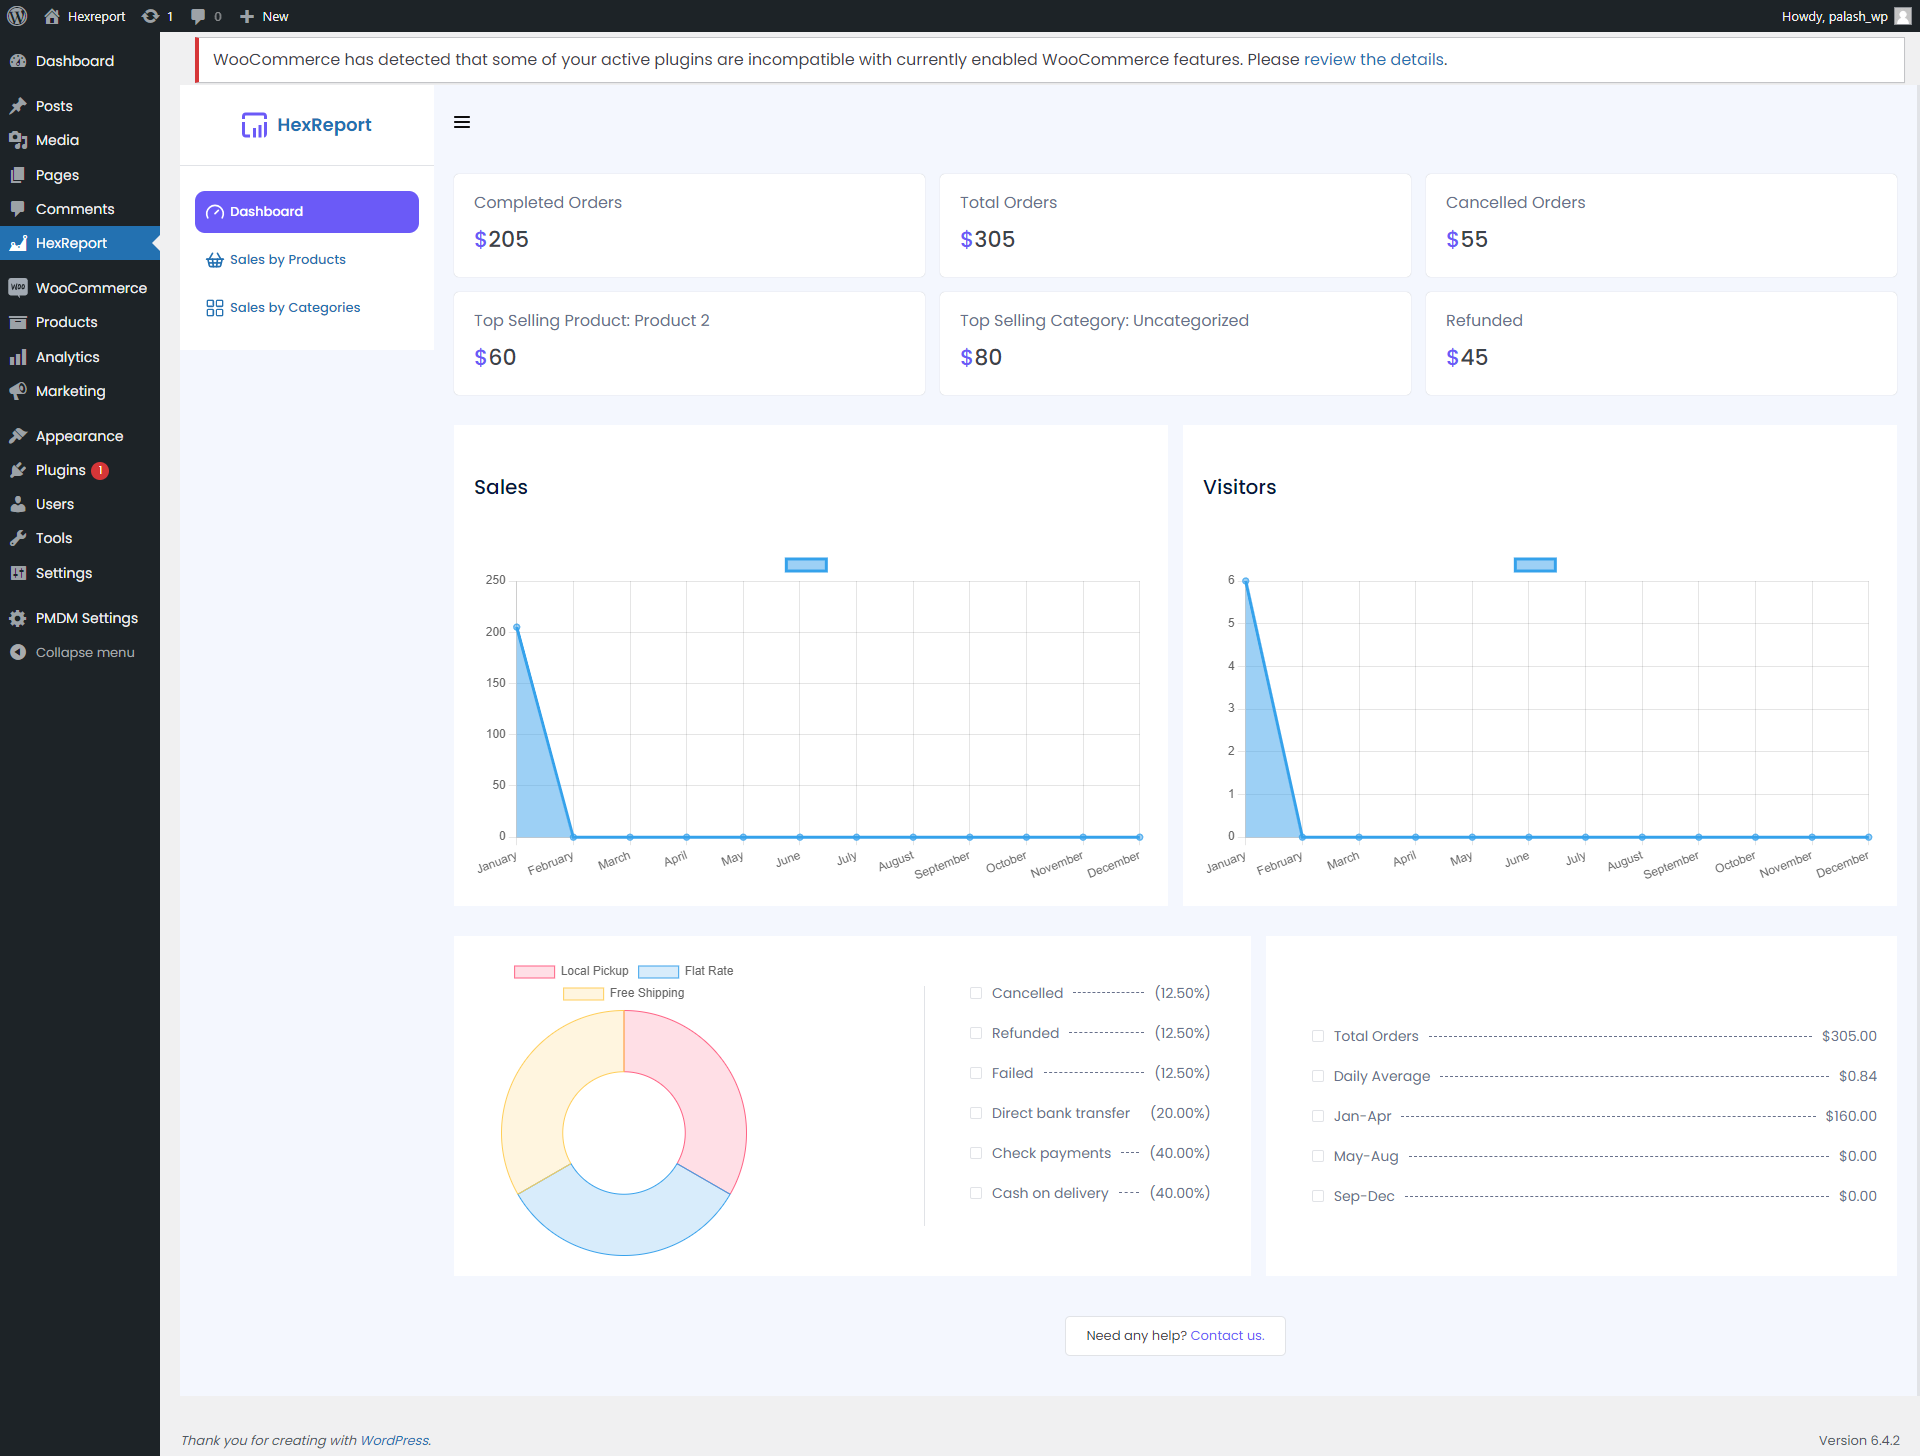 Hexreport 1 0 New Howdy, palash_wp
Dashboard
Posts
Media
Pages
Comments
HexReport
WooCommerce
Products
Analytics
Marketing
Appearance
Plugins 1
Users
Tools
Settings
PMDM Settings
Collapse menu
WooCommerce has detected that some of your active plugins are incompatible with currently enabled WooCommerce features. Please review the details.
HexReport
Dashboard
Sales by Products
Sales by Categories
Completed Orders
$205
Total Orders
$305
Cancelled Orders
$55
Top Selling Product: Product 2
$60
Top Selling Category: Uncategorized
$80
Refunded
$45
Sales
250
200
150
100
50
0
January February March April May June July August September October November December
Visitors
6
5
4
3
2
1
0
January February March April May June July August September October November December
Local Pickup Flat Rate
Free Shipping
Cancelled (12.50%)
Refunded (12.50%)
Failed (12.50%)
Direct bank transfer (20.00%)
Check payments (40.00%)
Cash on delivery (40.00%)
Total Orders $305.00
Daily Average $0.84
Jan-Apr $160.00
May-Aug $0.00
Sep-Dec $0.00
Need any help? Contact us.
Thank you for creating with WordPress. Version 6.4.2